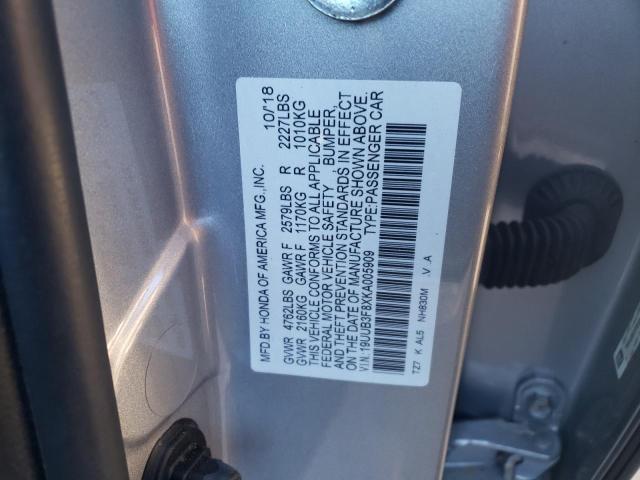 MFD.BY HONDA OF AMERICA MFG.,INC. 10/'18
GVWR 4762LBS GAWR F 2579LBS R 2227LBS
GVWR 2160KG GAWR F 1170KG R 1010KG
THIS VEHICLE CONFORMS TO ALL APPLICABLE
FEDERAL MOTOR VEHICLE SAFETY, BUMPER,
AND THEFT PREVENTION STANDARDS IN EFFECT
ON THE DATE OF MANUFACTURE SHOWN ABOVE.
V.I.N.:19UUB3F8XKA005909 TYPE:PASSENGER CAR
TZ7 K AL5 NH830M .V.A